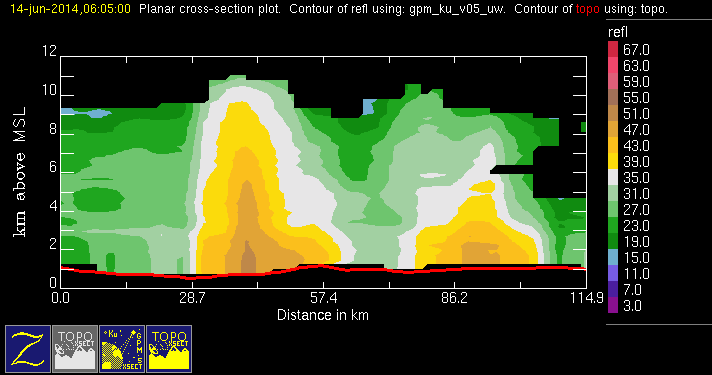 14-jun-2014,06:05:00 Planar cross-section plot. Contour of refl using: gpm_ku_v05_uw. Contour of topo using: topo.
refl
67.0
63.0
59.0
55.0
51.0
47.0
43.0
39.0
35.0
31.0
27.0
23.0
19.0
15.0
11.0
7.0
3.0
km above MSL
12
10
8
6
4
2
0
0.0 28.7 57.4 86.2 114.9
Distance in km
Z
TOPO
XSECT
"Ku"
GPM
XSECT
TOPO
XSECT